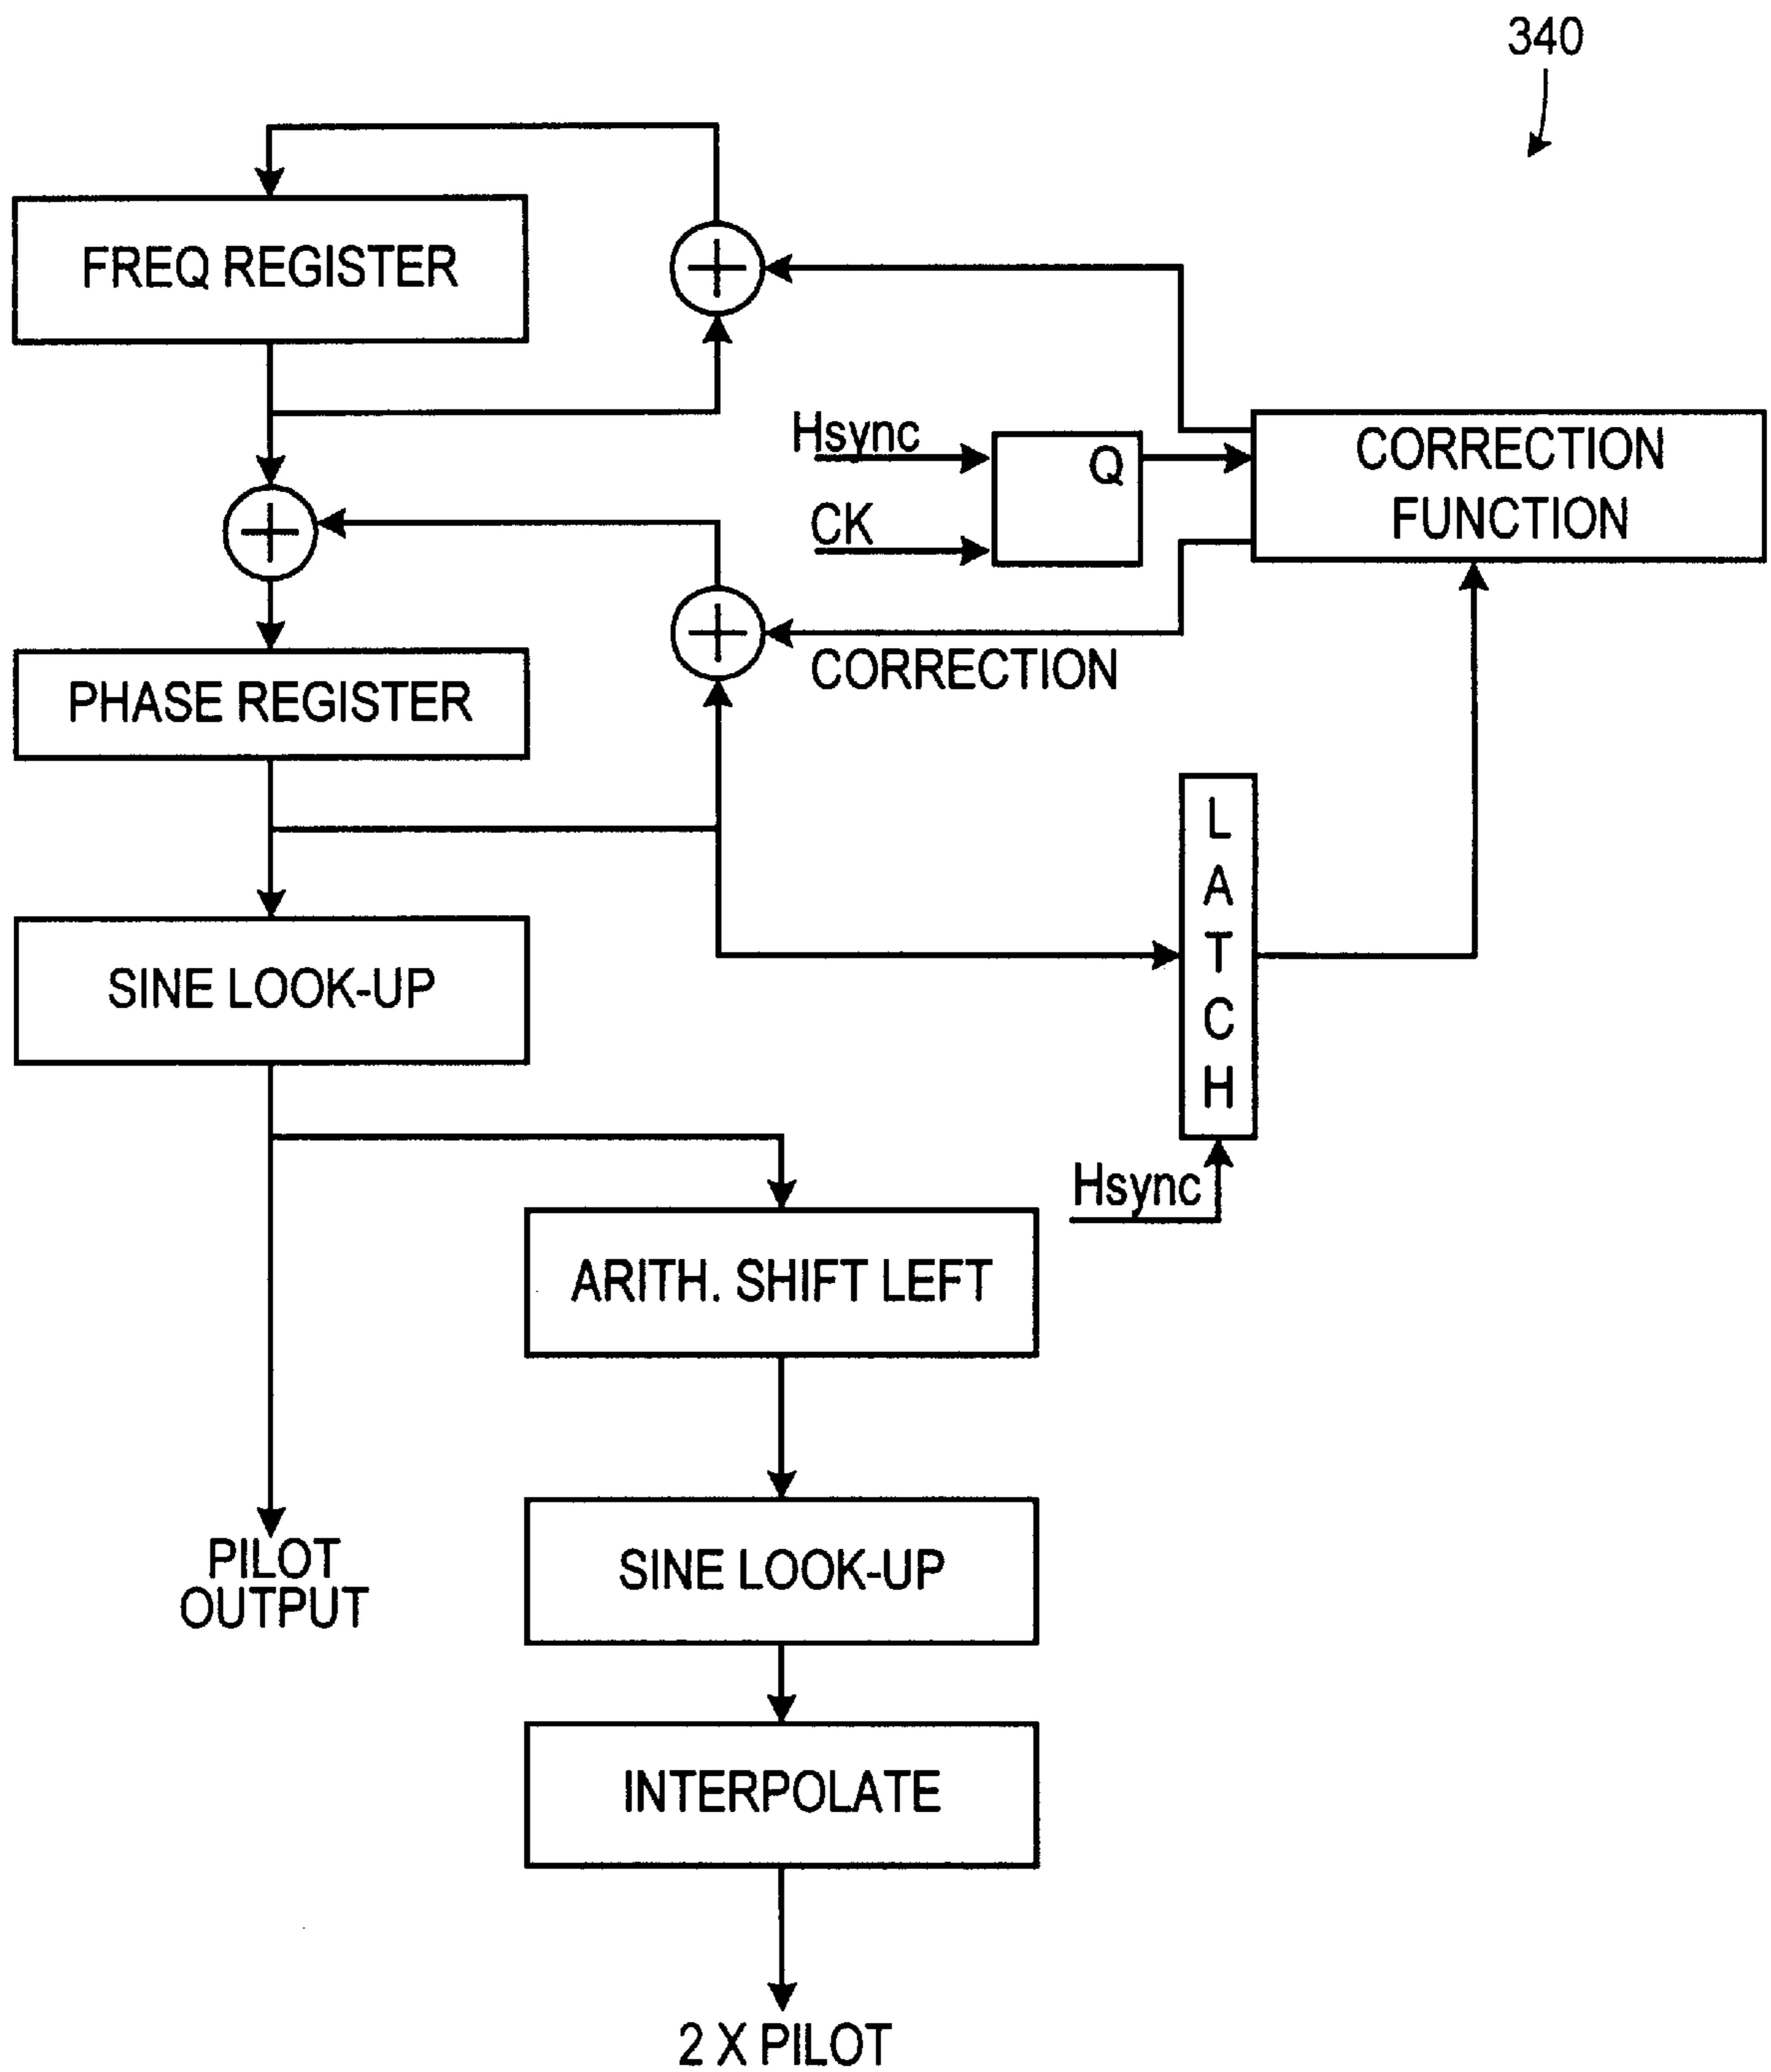 340
FREQ REGISTER
Hsync
Q
CORRECTION
FUNCTION
CK
CORRECTION
PHASE REGISTER
LATCH
SINE LOOK-UP
Hsync
ARITH. SHIFT LEFT
PILOT
OUTPUT
SINE LOOK-UP
INTERPOLATE
2 X PILOT